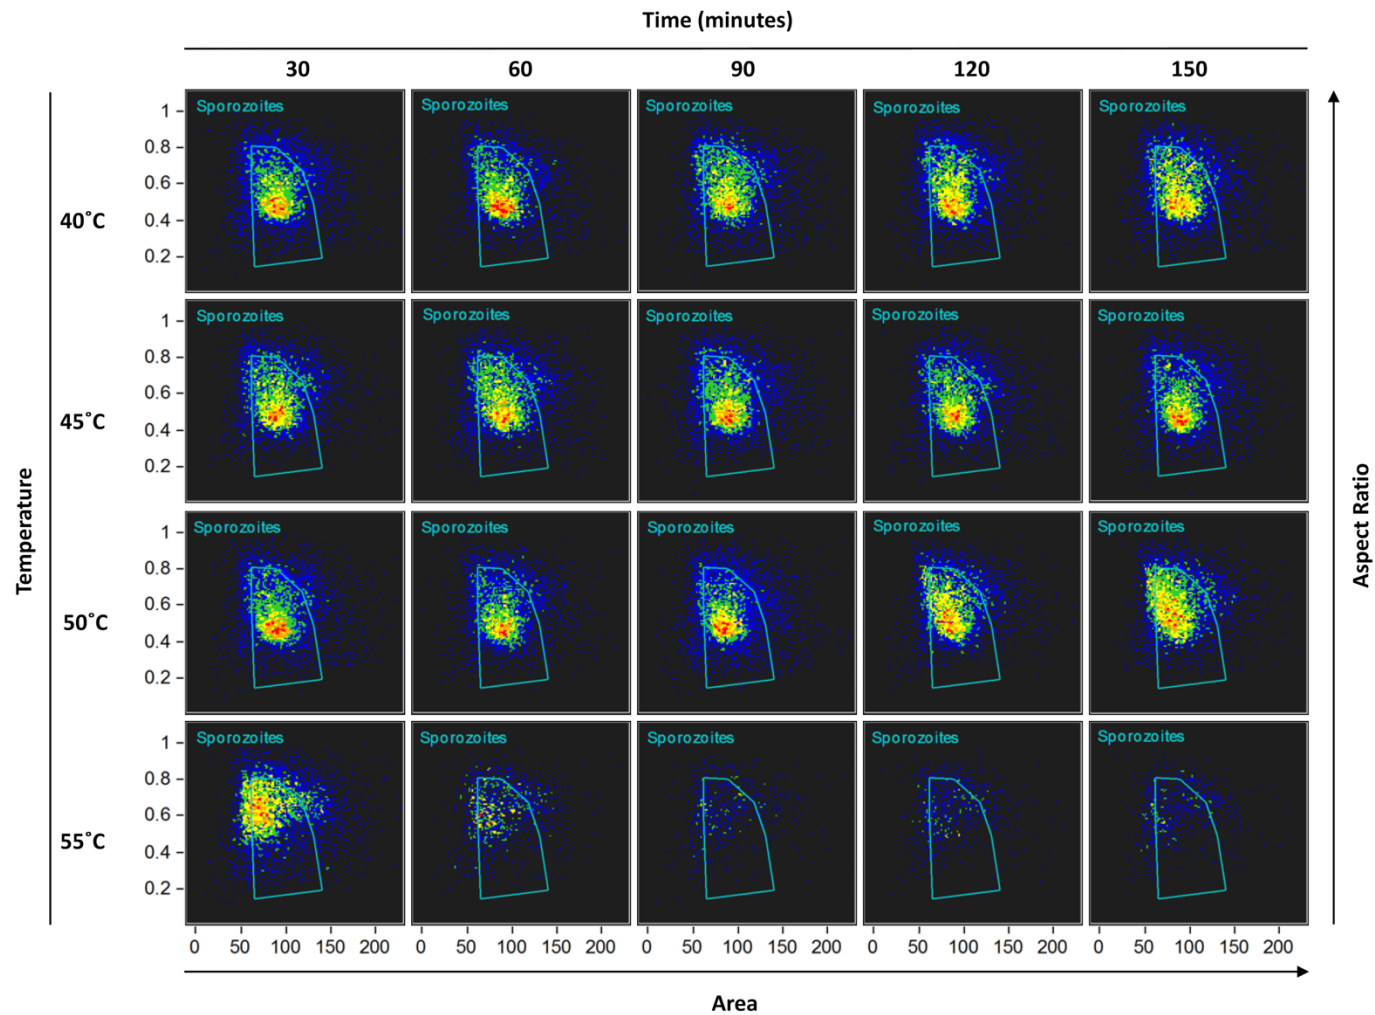 Time (minutes)
30 60 90 120 150
Sporozoites Sporozoites Sporozoites Sporozoites Sporozoites
1
0.8
0.6
0.4
0.2
40˚C
Sporozoites Sporozoites Sporozoites Sporozoites Sporozoites
1
0.8
0.6
0.4
0.2
45˚C
Sporozoites Sporozoites Sporozoites Sporozoites Sporozoites
1
0.8
0.6
0.4
0.2
50˚C
Sporozoites Sporozoites Sporozoites Sporozoites Sporozoites
1
0.8
0.6
0.4
0.2
55˚C
Temperature
Aspect Ratio
0 50 100 150 200 0 50 100 150 200 0 50 100 150 200 0 50 100 150 200 0 50 100 150 200
Area